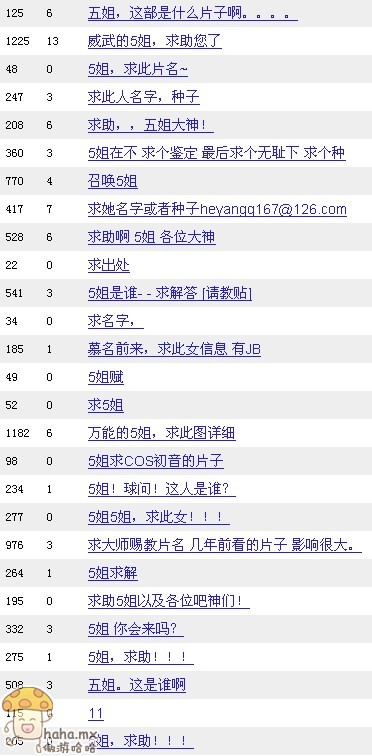 125 6 五姐，这部是什么片子啊。。。。
1225 13 威武的5姐，求助您了
48 0 5姐，求此片名~
247 3 求此人名字，种子
208 6 求助，，五姐大神！
360 3 5姐在不 求个鉴定 最后求个无耻下 求个种
770 4 召唤5姐
417 7 求她名字或者种子heyangq167@126.com
528 6 求助啊 5姐 各位大神
22 0 求出处
541 3 5姐是谁- - 求解答 [请教贴]
34 0 求名字，
185 1 慕名前来，求此女信息 有JB
49 0 5姐赋
52 0 求5姐
1182 6 万能的5姐，求此图详细
98 0 5姐求COS初音的片子
234 1 5姐！球问！这人是谁？
277 0 5姐5姐，求此女！！！
976 3 求大师赐教片名 几年前看的片子 影响很大。
264 1 5姐求解
195 0 求助5姐以及各位吧神们！
332 3 5姐 你会来吗？
275 1 5姐，求助！！！
508 3 五姐。这是谁啊
115 11
姐，求助！！！
haha.mx
傲游哈哈